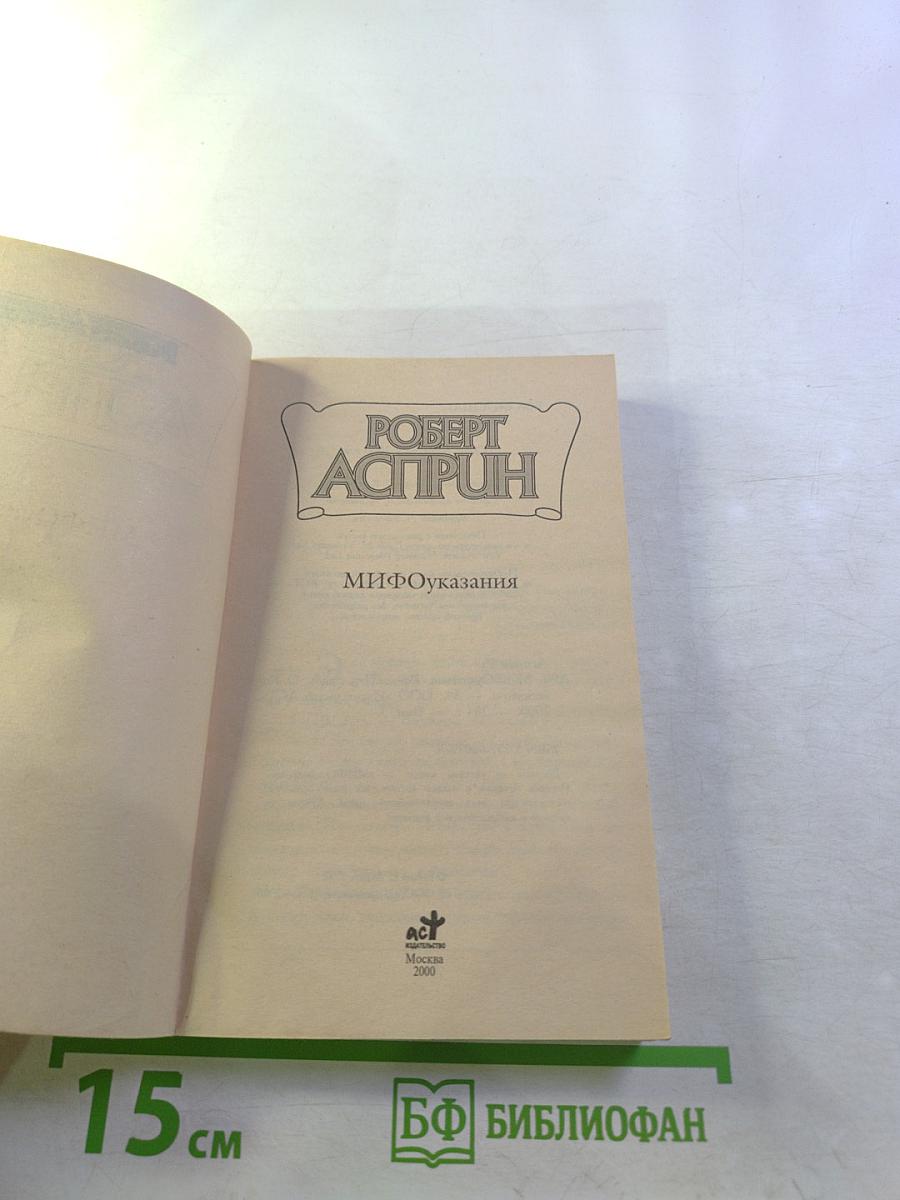 РОБЕРТ
АСПРИН
МИФОуказания
аст
ИЗДАТЕЛЬСТВО
Москва
2000
15 см
БФ БИБЛИОФАН